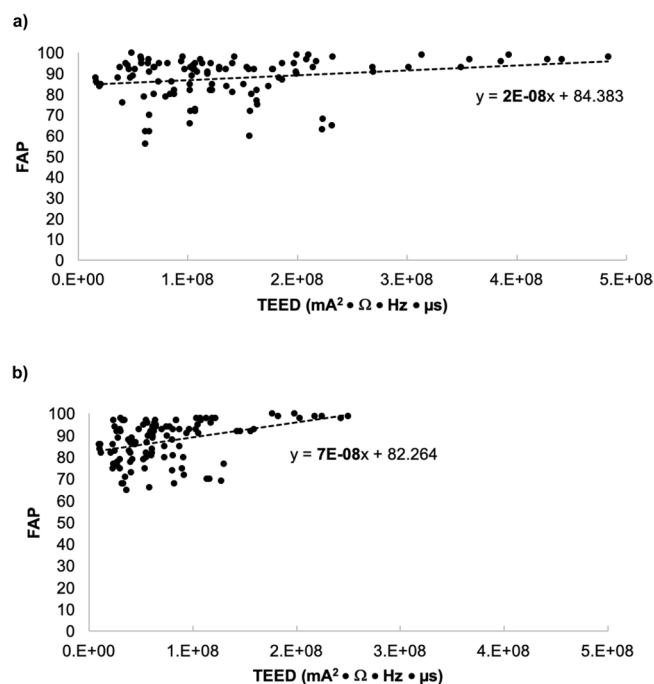 a)
100
90
80
70
60
50
40
30
20
10
0
FAP
y = 2E-08x + 84.383
0.E+00 1.E+08 2.E+08 3.E+08 4.E+08 5.E+08
TEED (mA² • Ω • Hz • µs)
b)
100
90
80
70
60
50
40
30
20
10
0
FAP
y = 7E-08x + 82.264
0.E+00 1.E+08 2.E+08 3.E+08 4.E+08 5.E+08
TEED (mA² • Ω • Hz • µs)